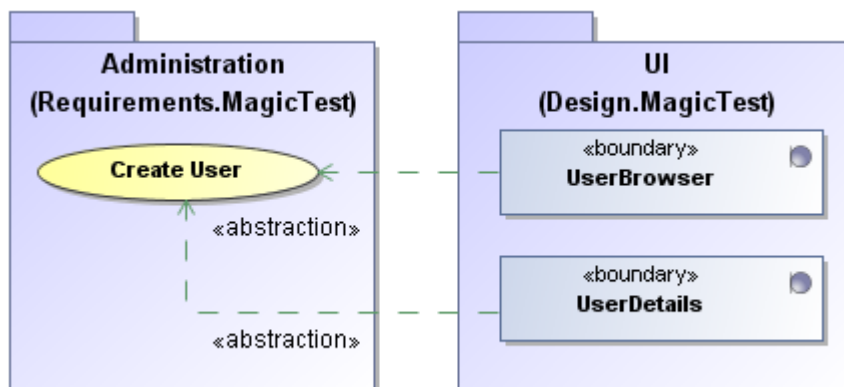 Administration
(Requirements.MagicTest)
Create User
«abstraction»
«abstraction»
UI
(Design.MagicTest)
«boundary»
UserBrowser
«boundary»
UserDetails